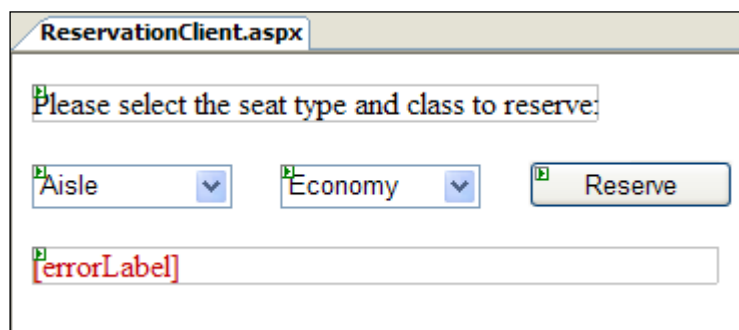 ReservationClient.aspx
Please select the seat type and class to reserve:
Aisle Economy Reserve
[errorLabel]